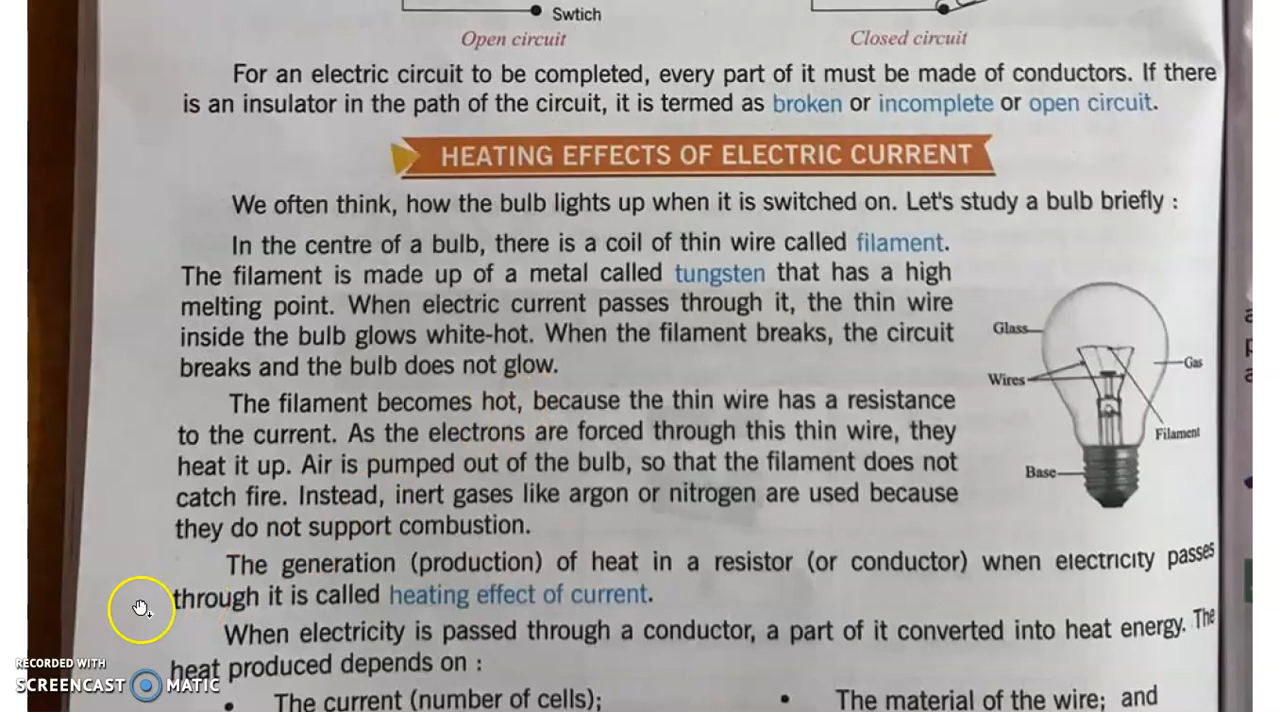 Swtich
Open circuit
Closed circuit
For an electric circuit to be completed, every part of it must be made of conductors. If there
is an insulator in the path of the circuit, it is termed as broken or incomplete or open circuit.
HEATING EFFECTS OF ELECTRIC CURRENT
We often think, how the bulb lights up when it is switched on. Let's study a bulb briefly :
In the centre of a bulb, there is a coil of thin wire called filament.
The filament is made up of a metal called tungsten that has a high
melting point. When electric current passes through it, the thin wire
inside the bulb glows white-hot. When the filament breaks, the circuit
breaks and the bulb does not glow.
The filament becomes hot, because the thin wire has a resistance
to the current. As the electrons are forced through this thin wire, they
heat it up. Air is pumped out of the bulb, so that the filament does not
catch fire. Instead, inert gases like argon or nitrogen are used because
they do not support combustion.
Glass
Gas
Wires
Filament
Base
The generation (production) of heat in a resistor (or conductor) when electricity passes
through it is called heating effect of current.
When electricity is passed through a conductor, a part of it converted into heat energy. The
heat produced depends on :
• The current (number of cells);
• The material of the wire; and
RECORDED WITH
SCREENCAST MATIC